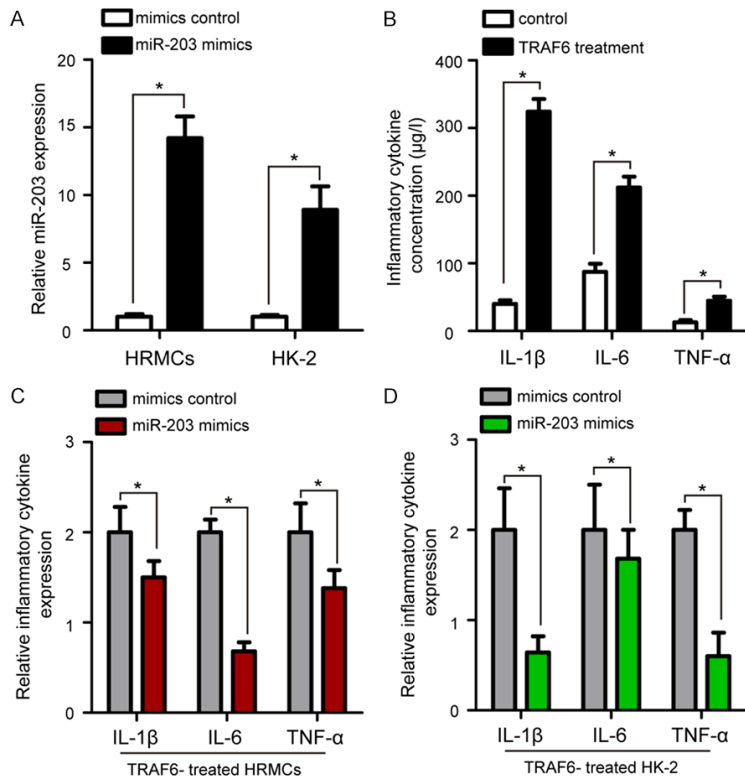 A
mimics control
miR-203 mimics
Relative miR-203 expression
20
15
10
5
0
*
*
HRMCs
HK-2
B
control
TRAF6 treatment
Inflammatory cytokine
concentration (μg/l)
400
300
200
100
0
*
*
*
IL-1β
IL-6
TNF-α
C
mimics control
miR-203 mimics
Relative inflammatory cytokine
expression
3
2
1
0
*
*
*
IL-1β
IL-6
TNF-α
TRAF6- treated HRMCs
D
mimics control
miR-203 mimics
Relative inflammatory cytokine
expression
3
2
1
0
*
*
*
IL-1β
IL-6
TNF-α
TRAF6- treated HK-2